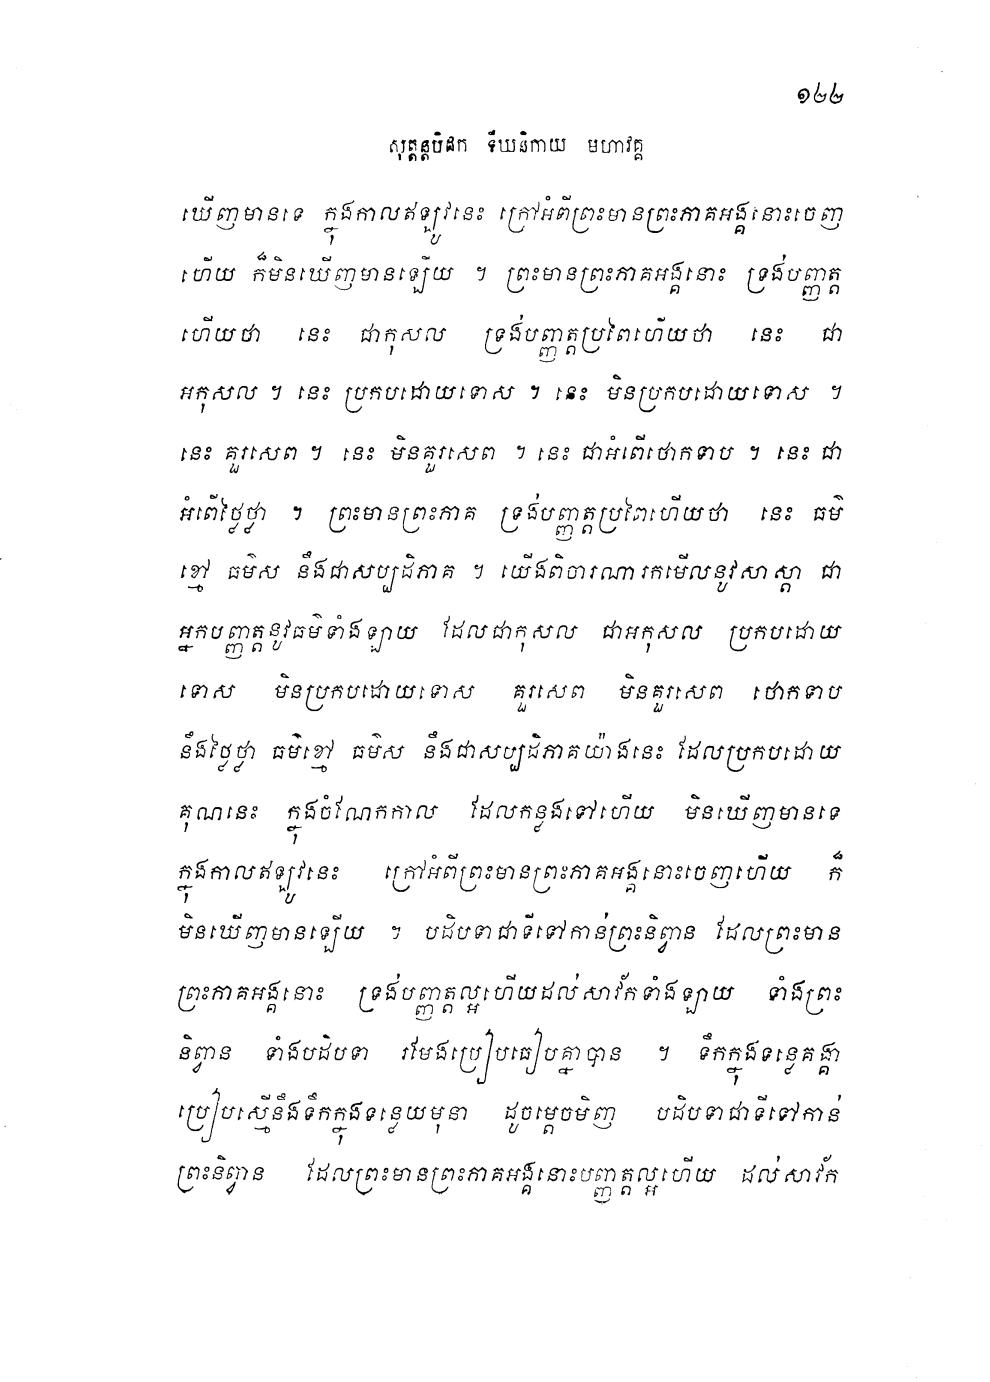 ១៤៤
សុត្តន្តបិដក ទីឃនិកាយ មហាវគ្គ
ឃើញមានទេ ក្នុងកាលឥឡូវនេះ ក្រៅអំពីព្រះមានព្រះភាគអង្គនោះចេញ
ហើយ ក៏មិនឃើញមានឡើយ ។ ព្រះមានព្រះភាគអង្គនោះ ទ្រង់បញ្ញត្ត
ហើយថា នេះ ជាកុសល ទ្រង់បញ្ញត្តប្រពៃហើយថា នេះ ជា
អកុសល ។ នេះ ប្រកបដោយទោស ។ នេះ មិនប្រកបដោយទោស ។
នេះ គួរសេព ។ នេះ មិនគួរសេព ។ នេះ ជាអំពើថោកទាប ។ នេះ ជា
អំពើថ្លៃថ្លា ។ ព្រះមានព្រះភាគ ទ្រង់បញ្ញត្តប្រពៃហើយថា នេះ ធម៌
ខ្មៅ ធម៌ស នឹងជាសប្បដិភាគ ។ យើងពិចារណារកមើលនូវសាស្តា ជា
អ្នកបញ្ញត្តនូវធម៌ទាំងឡាយ ដែលជាកុសល ជាអកុសល ប្រកបដោយ
ទោស មិនប្រកបដោយទោស គួរសេព មិនគួរសេព ថោកទាប
នឹងថ្លៃថ្លា ធម៌ខ្មៅ ធម៌ស នឹងជាសប្បដិភាគយ៉ាងនេះ ដែលប្រកបដោយ
គុណនេះ ក្នុងចំណែកកាល ដែលកន្លងទៅហើយ មិនឃើញមានទេ
ក្នុងកាលឥឡូវនេះ ក្រៅអំពីព្រះមានព្រះភាគអង្គនោះចេញហើយ ក៏
មិនឃើញមានឡើយ ។ បដិបទាជាទីទៅកាន់ព្រះនិព្វាន ដែលព្រះមាន
ព្រះភាគអង្គនោះ ទ្រង់បញ្ញត្តល្អហើយដល់សាវ័កទាំងឡាយ ទាំងព្រះ
និព្វាន ទាំងបដិបទា រមែងប្រៀបធៀបគ្នាបាន ។ ទឹកក្នុងទន្លេគង្គា
ប្រៀបស្មើនឹងទឹកក្នុងទន្លេយមុនា ដូចម្តេចមិញ បដិបទាជាទីទៅកាន់
ព្រះនិព្វាន ដែលព្រះមានព្រះភាគអង្គនោះបញ្ញត្តល្អហើយ ដល់សាវ័ក